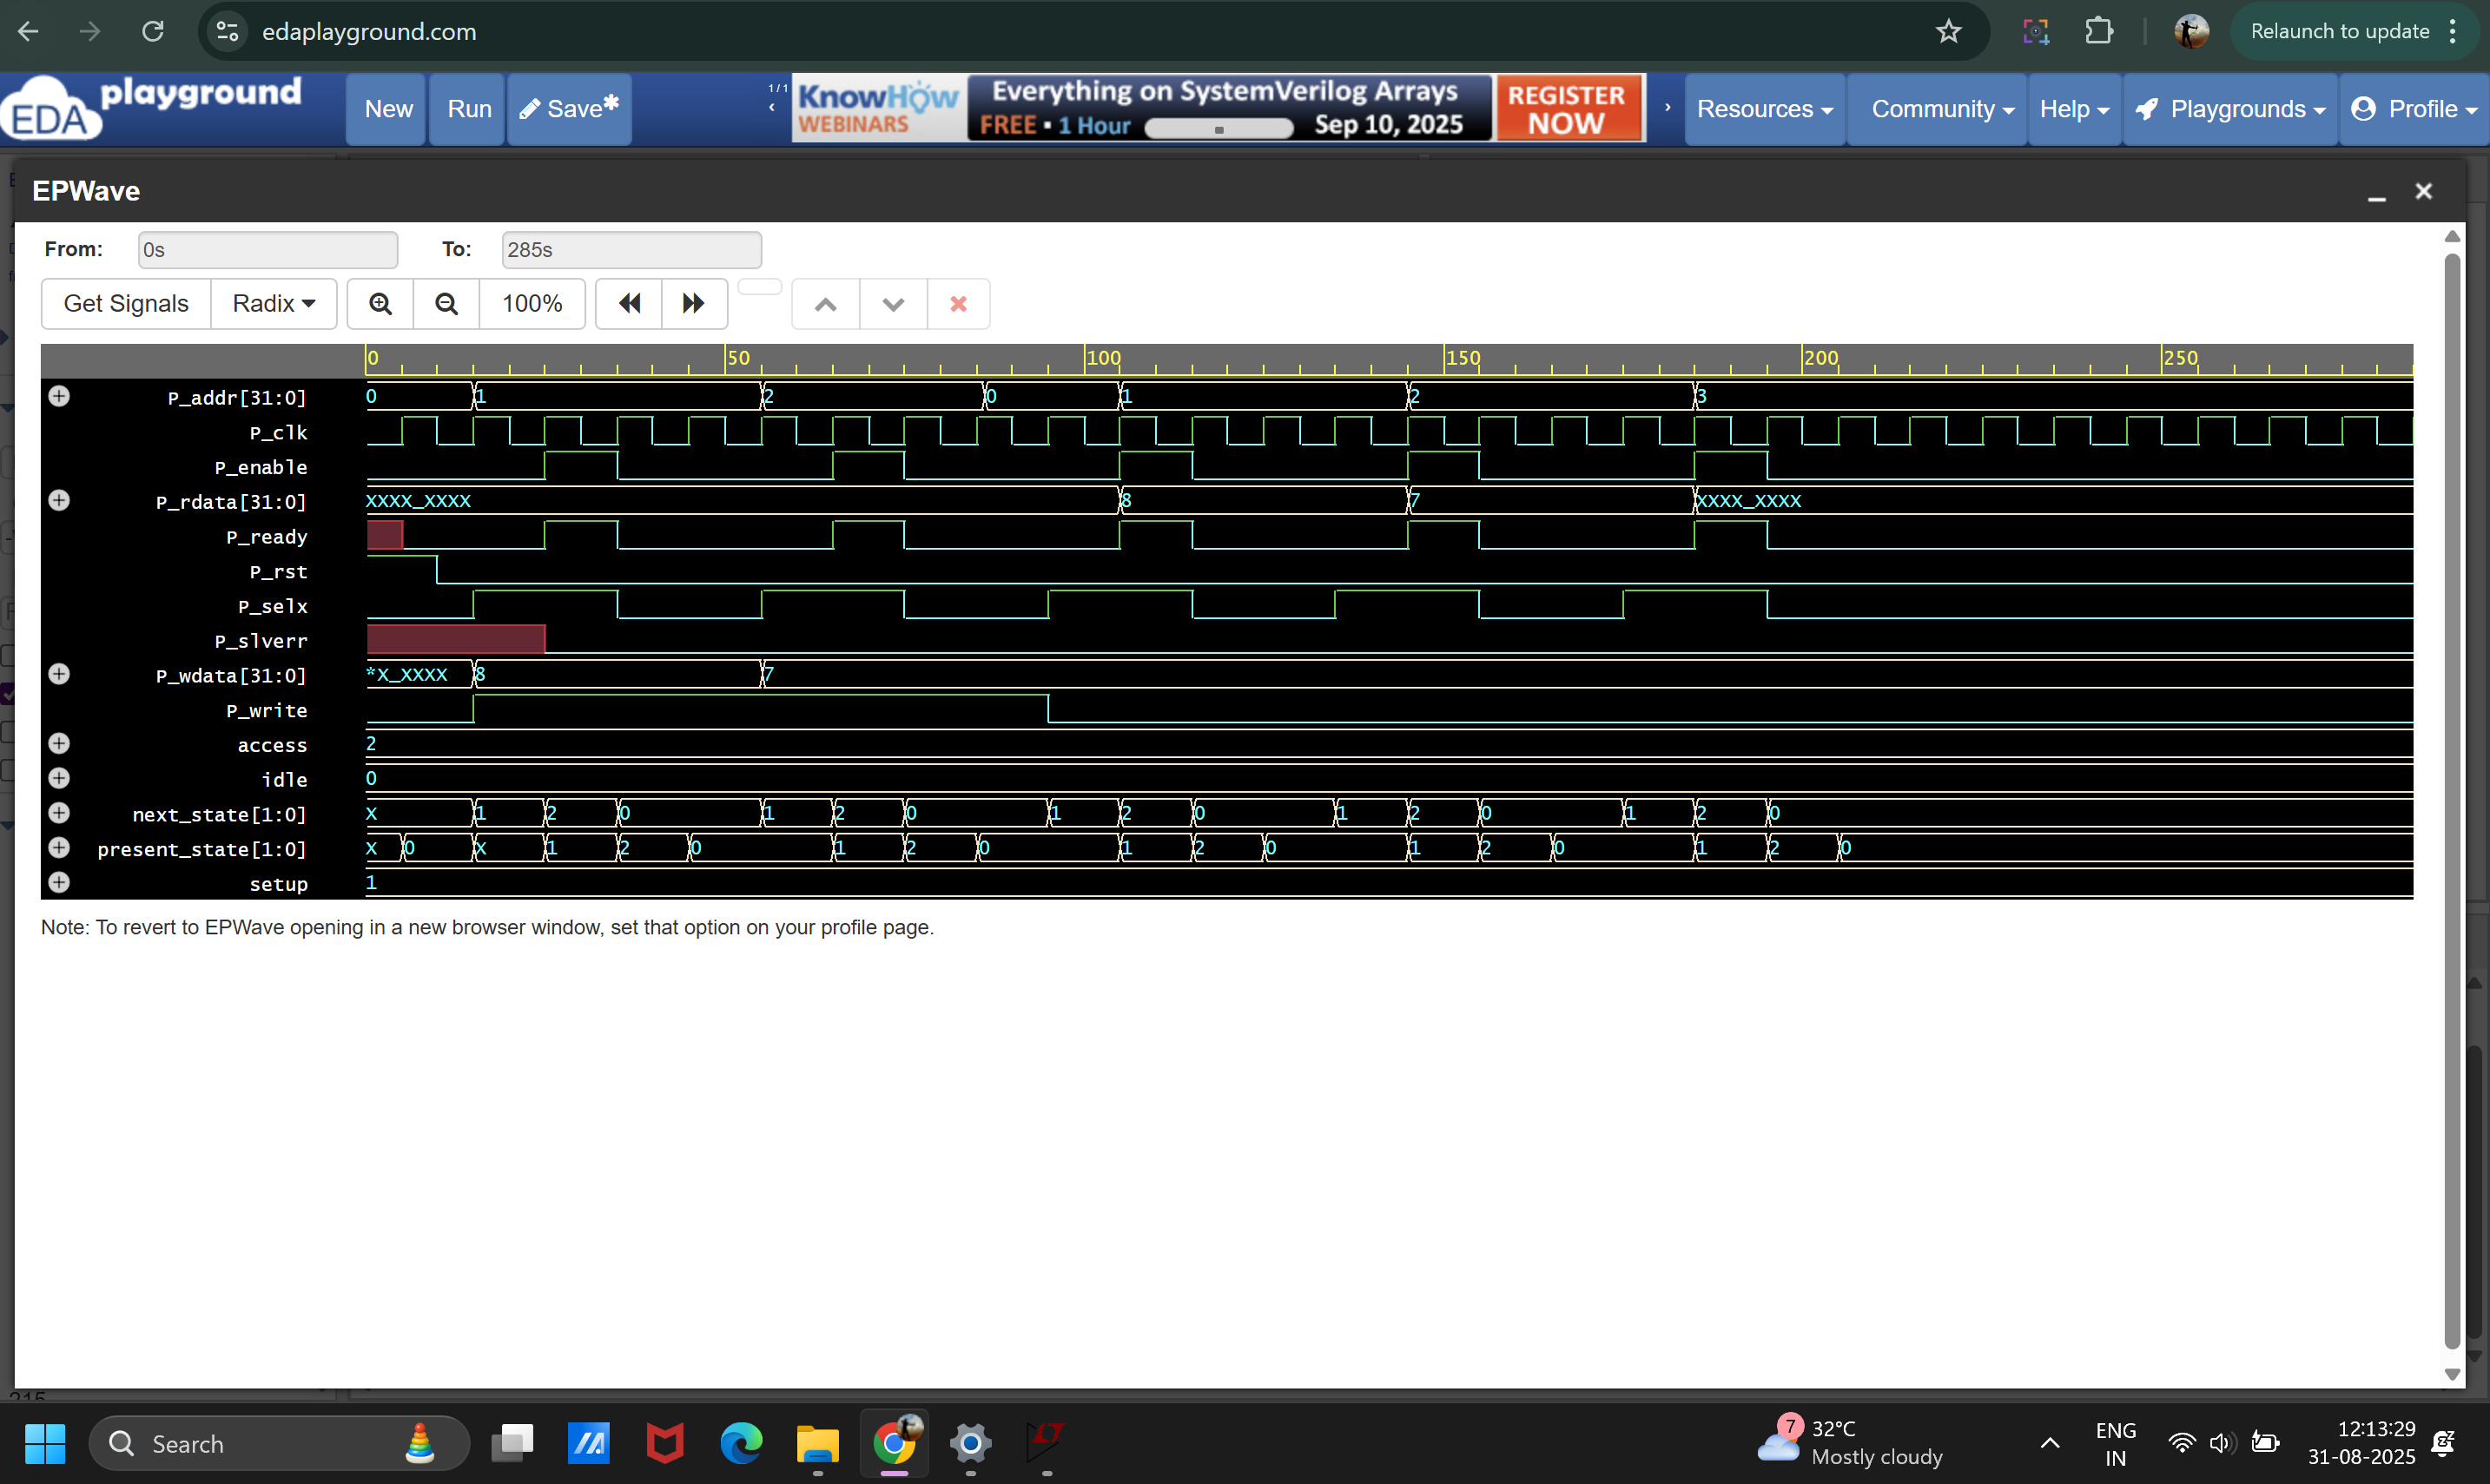 edaplayground.com
Relaunch to update
EDA playground
New
Run
Save*
1/1
KnowHow
WEBINARS
Everything on SystemVerilog Arrays
FREE ▪ 1 Hour
Sep 10, 2025
REGISTER
NOW
Resources
Community
Help
Playgrounds
Profile
EPWave
From:
0s
To:
285s
Get Signals
Radix
100%
0 50 100 150 200 250
P_addr[31:0] 0 1 2 0 1 2 3
P_clk
P_enable
P_rdata[31:0] xxxx_xxxx 8 7 xxxx_xxxx
P_ready
P_rst
P_selx
P_slverr
P_wdata[31:0] *x_xxxx 8 7
P_write
access 2
idle 0
next_state[1:0] x 1 2 0 1 2 0 1 2 0 1 2 0 1 2 0
present_state[1:0] x 0 x 1 2 0 1 2 0 1 2 0 1 2 0 1 2 0
setup 1
Note: To revert to EPWave opening in a new browser window, set that option on your profile page.
Search
7
32°C
Mostly cloudy
ENG
IN
12:13:29
31-08-2025